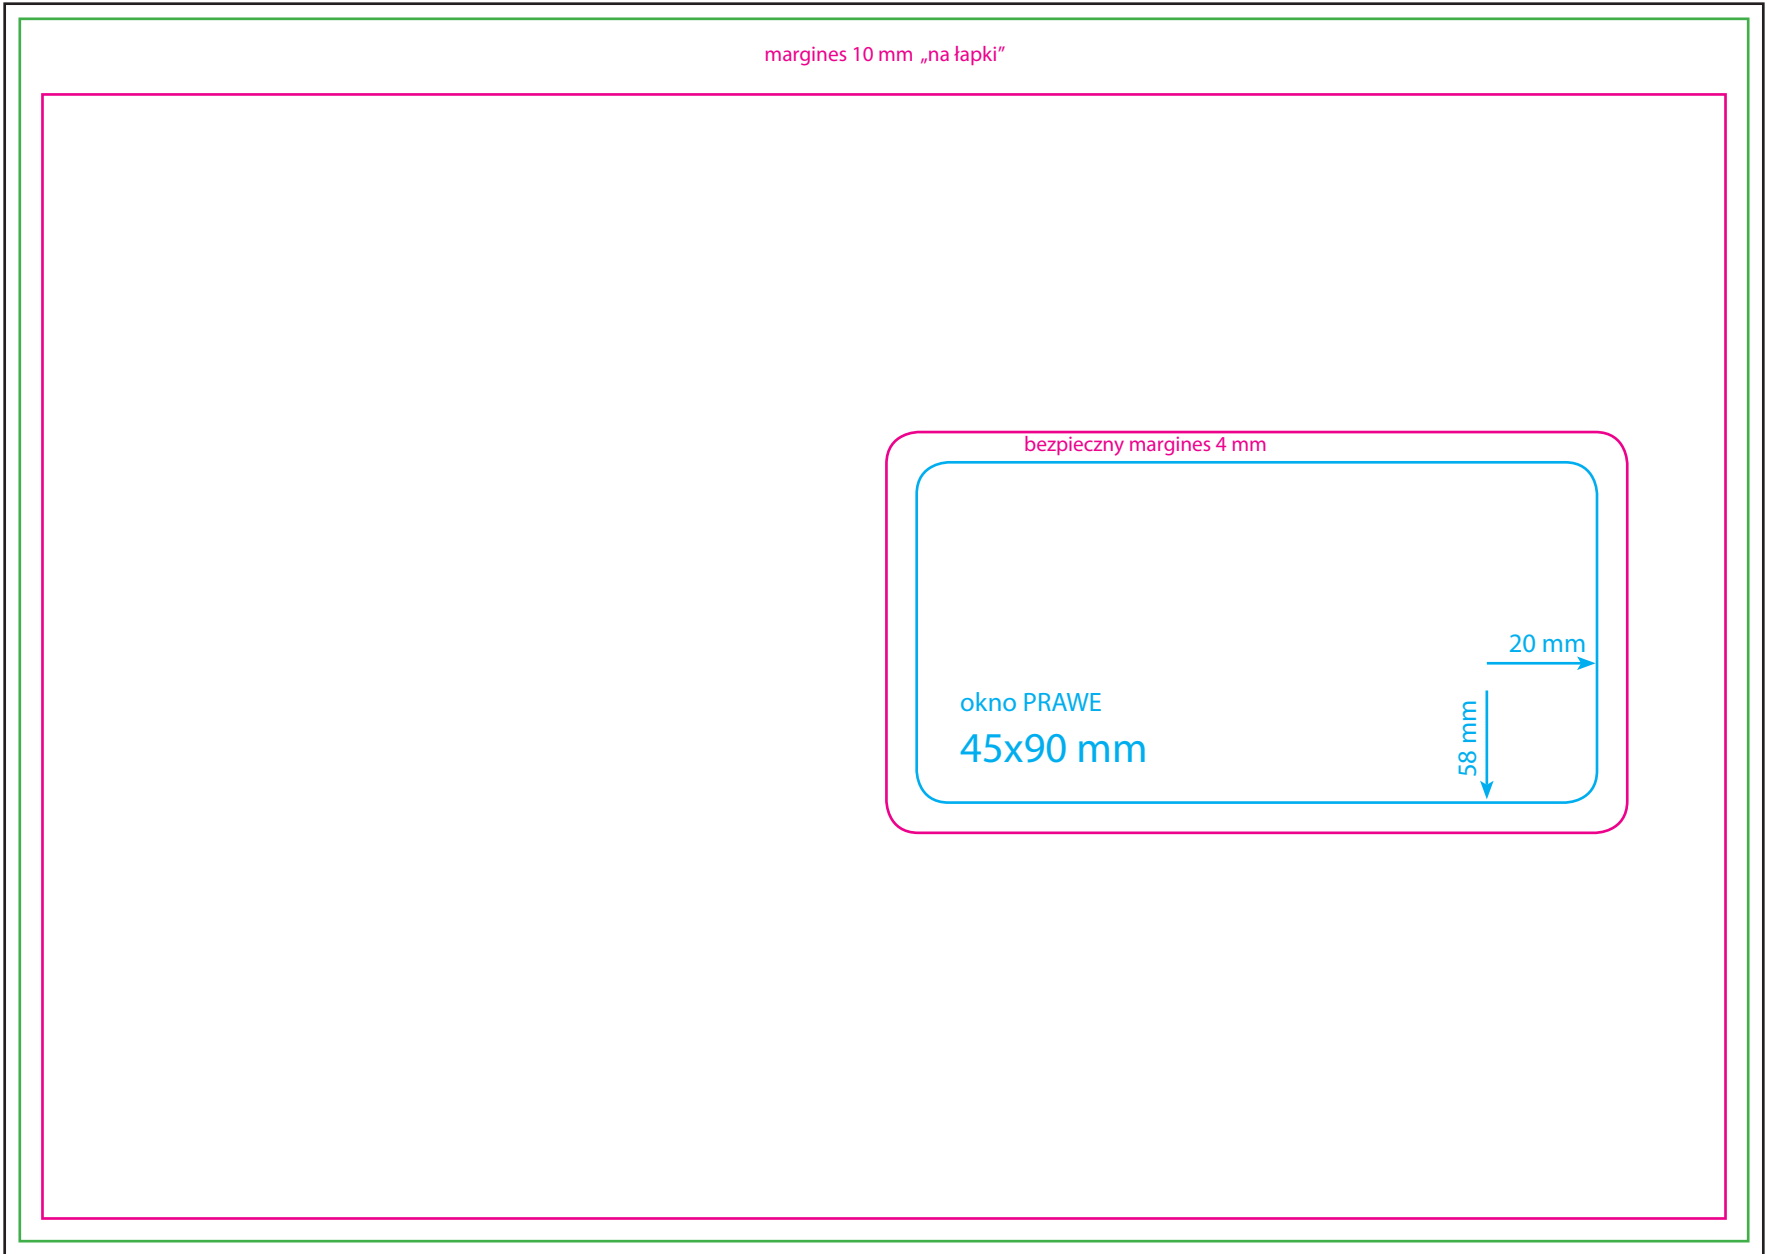 margines 10 mm „na łapki”
bezpieczny margines 4 mm
20 mm
okno PRAWE
45x90 mm
58 mm